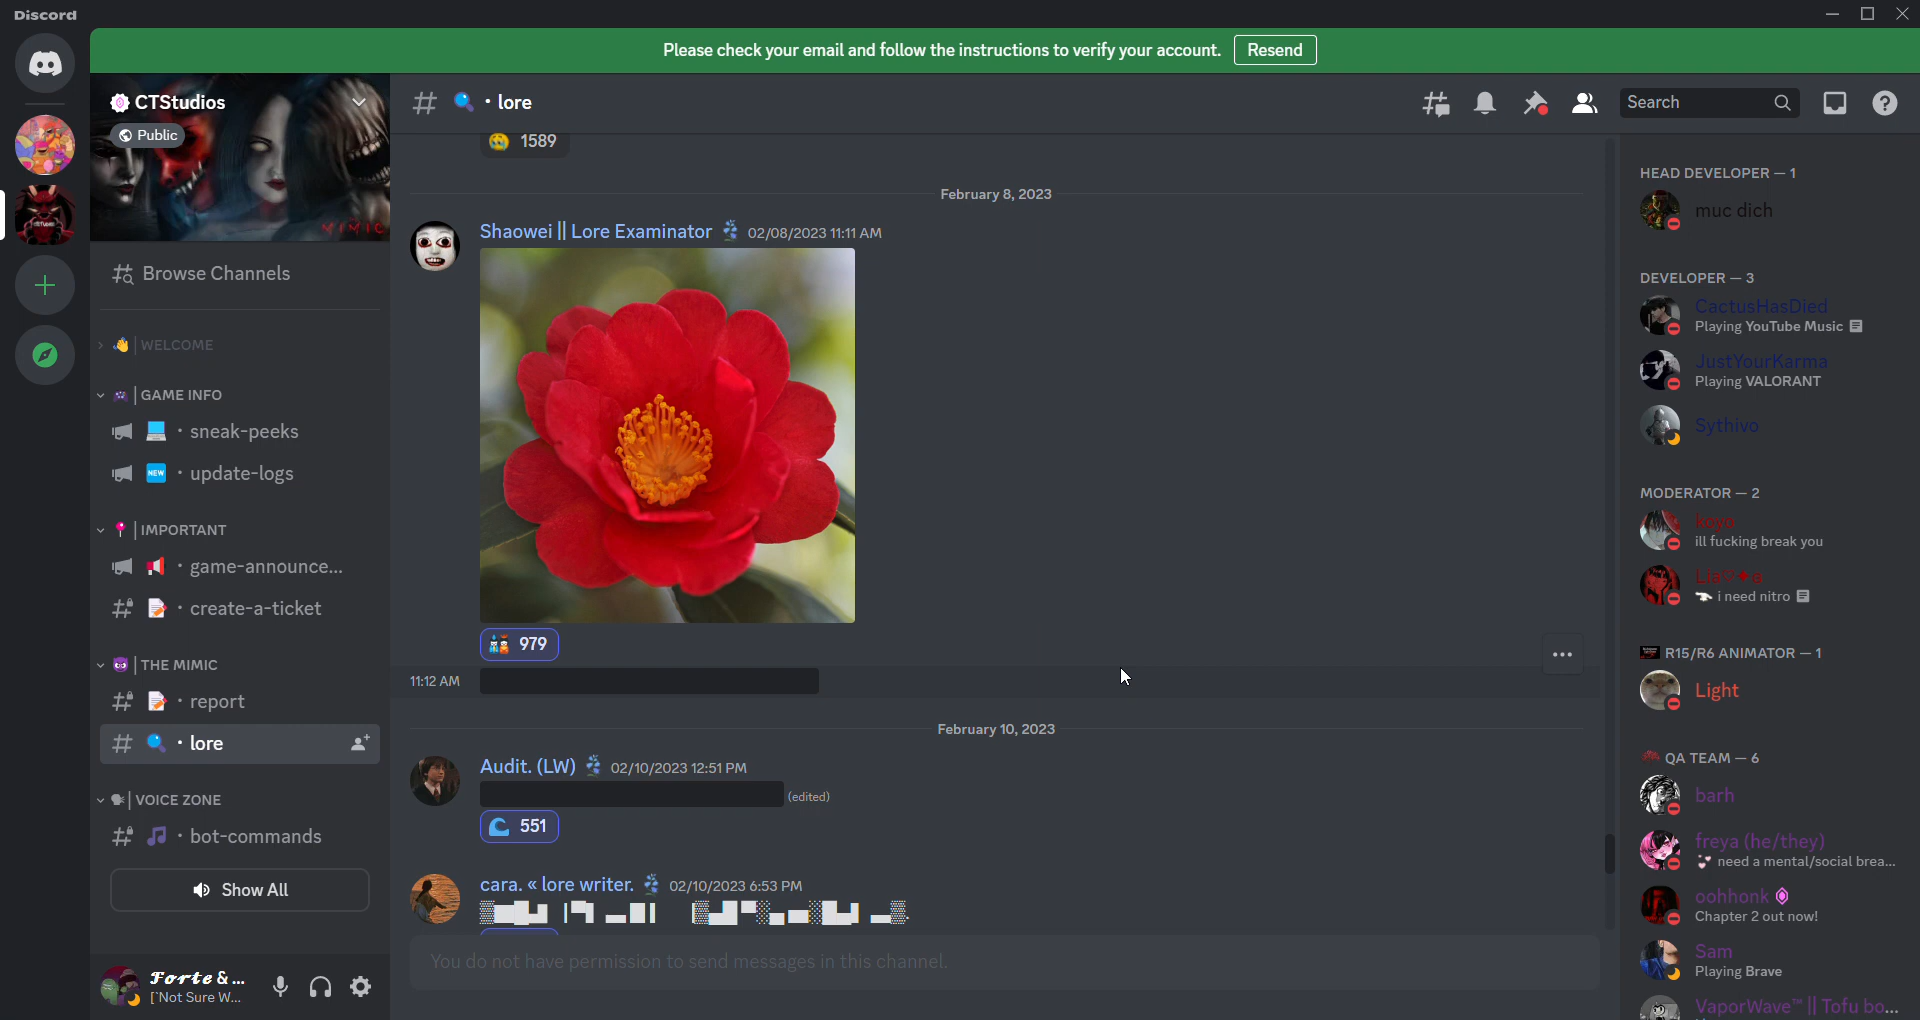 Discord
Please check your email and follow the instructions to verify your account. Resend
CTStudios
Public
MIMIC
Browse Channels
WELCOME
GAME INFO
sneak-peeks
NEW
update-logs
IMPORTANT
game-announce...
create-a-ticket
THE MIMIC
report
lore
VOICE ZONE
bot-commands
Show All
𝓕𝓸𝓻𝓽𝓮 & ...
['Not Sure W...
lore
Search
1589
February 8, 2023
Shaowei || Lore Examinator 02/08/2023 11:11 AM
979
11:12 AM
February 10, 2023
Audit. (LW) 02/10/2023 12:51 PM
(edited)
551
cara. « lore writer. 02/10/2023 6:53 PM
You do not have permission to send messages in this channel.
HEAD DEVELOPER — 1
muc dich
DEVELOPER — 3
CactusHasDied
Playing YouTube Music
JustYourKarma
Playing VALORANT
Sythivo
MODERATOR — 2
koyo
ill fucking break you
i need nitro
R15/R6 ANIMATOR — 1
Light
QA TEAM — 6
barh
freya (he/they)
need a mental/social brea...
oohhonk
Chapter 2 out now!
Sam
Playing Brave
VaporWave™ || Tofu bo...